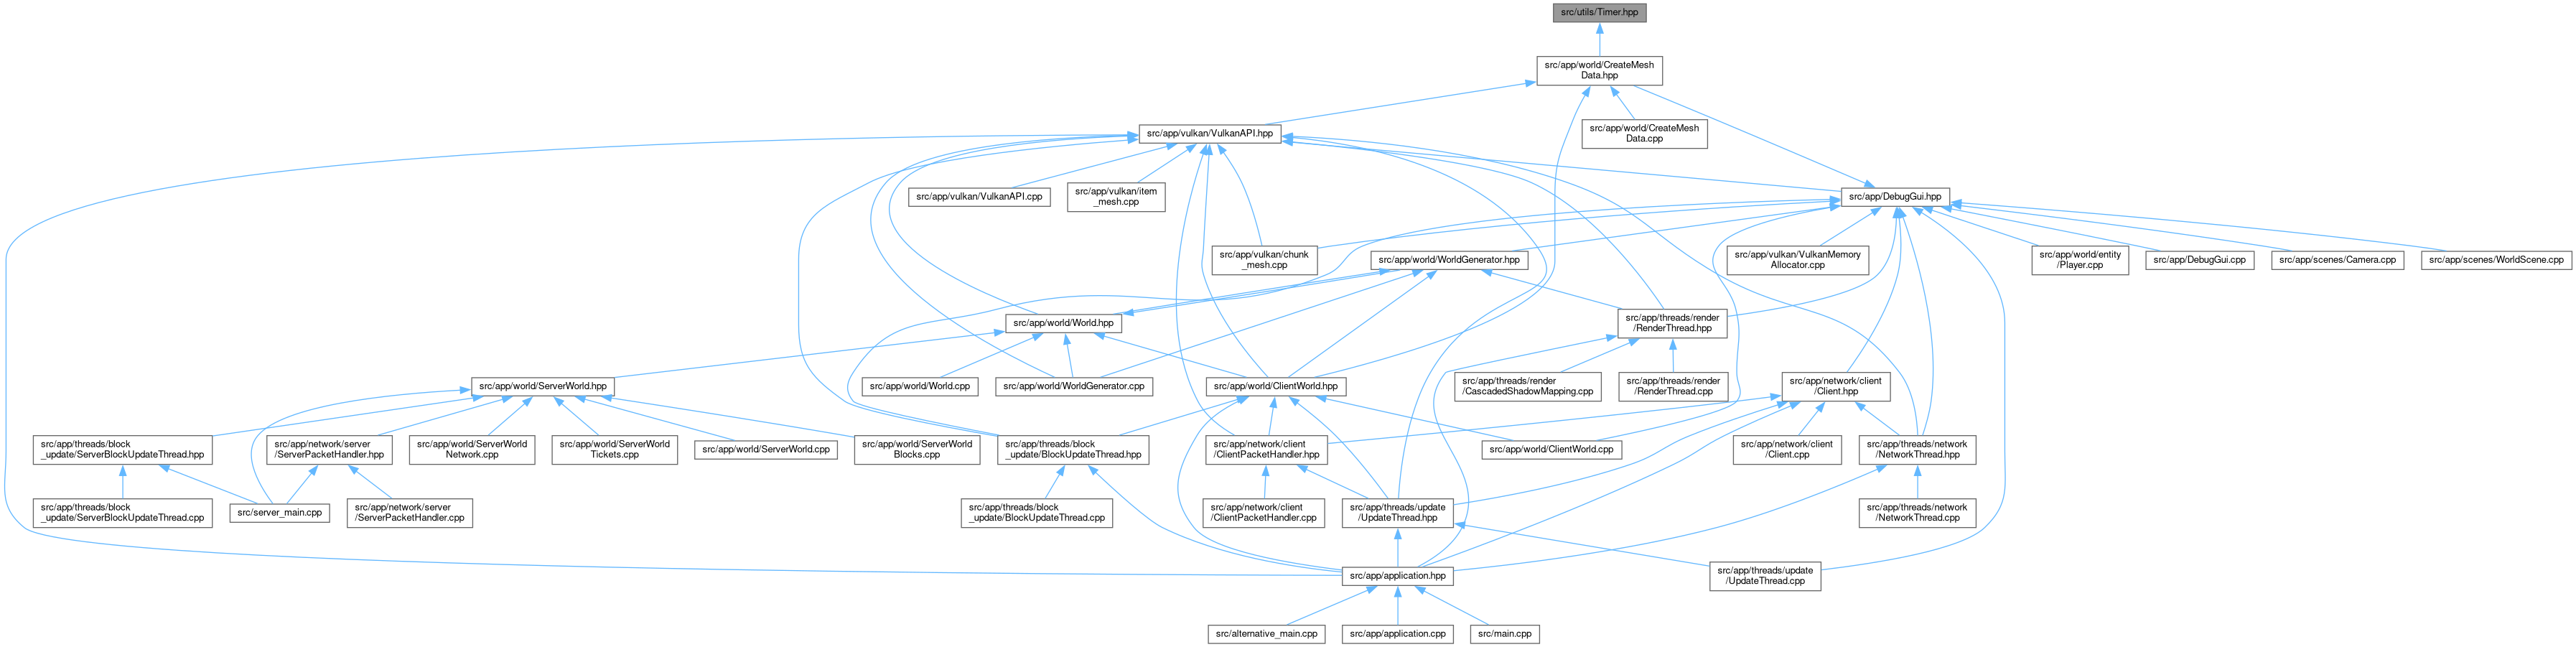 src/utils/Timer.hpp
src/app/world/CreateMesh
Data.hpp
src/app/vulkan/VulkanAPI.hpp
src/app/world/CreateMesh
Data.cpp
src/app/vulkan/VulkanAPI.cpp
src/app/vulkan/item
_mesh.cpp
src/app/DebugGui.hpp
src/app/vulkan/chunk
_mesh.cpp
src/app/world/WorldGenerator.hpp
src/app/vulkan/VulkanMemory
Allocator.cpp
src/app/world/entity
/Player.cpp
src/app/DebugGui.cpp
src/app/scenes/Camera.cpp
src/app/scenes/WorldScene.cpp
src/app/world/World.hpp
src/app/threads/render
/RenderThread.hpp
src/app/world/ServerWorld.hpp
src/app/world/World.cpp
src/app/world/WorldGenerator.cpp
src/app/world/ClientWorld.hpp
src/app/threads/render
/CascadedShadowMapping.cpp
src/app/threads/render
/RenderThread.cpp
src/app/network/client
/Client.hpp
src/app/threads/block
_update/ServerBlockUpdateThread.hpp
src/app/network/server
/ServerPacketHandler.hpp
src/app/world/ServerWorld
Network.cpp
src/app/world/ServerWorld
Tickets.cpp
src/app/world/ServerWorld.cpp
src/app/world/ServerWorld
Blocks.cpp
src/app/threads/block
_update/BlockUpdateThread.hpp
src/app/network/client
/ClientPacketHandler.hpp
src/app/world/ClientWorld.cpp
src/app/network/client
/Client.cpp
src/app/threads/network
/NetworkThread.hpp
src/app/threads/block
_update/ServerBlockUpdateThread.cpp
src/server_main.cpp
src/app/network/server
/ServerPacketHandler.cpp
src/app/threads/block
_update/BlockUpdateThread.cpp
src/app/network/client
/ClientPacketHandler.cpp
src/app/threads/update
/UpdateThread.hpp
src/app/threads/network
/NetworkThread.cpp
src/app/application.hpp
src/app/threads/update
/UpdateThread.cpp
src/alternative_main.cpp
src/app/application.cpp
src/main.cpp